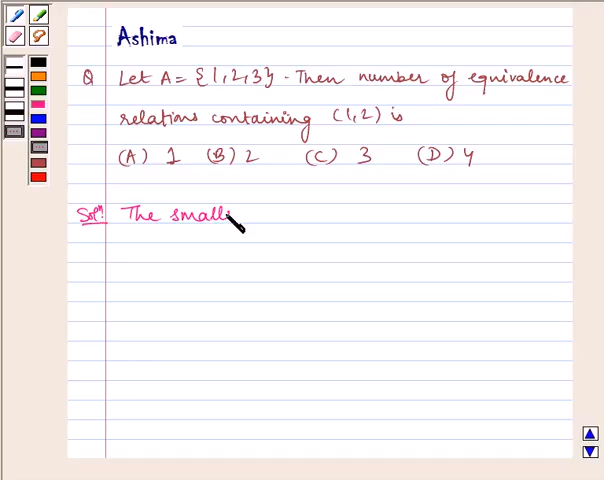 Ashima
Q Let A = {1,2,3} - Then number of equivalence
relations containing (1,2) is
(A) 1 (B) 2 (C) 3 (D) 4
Solⁿ: The small